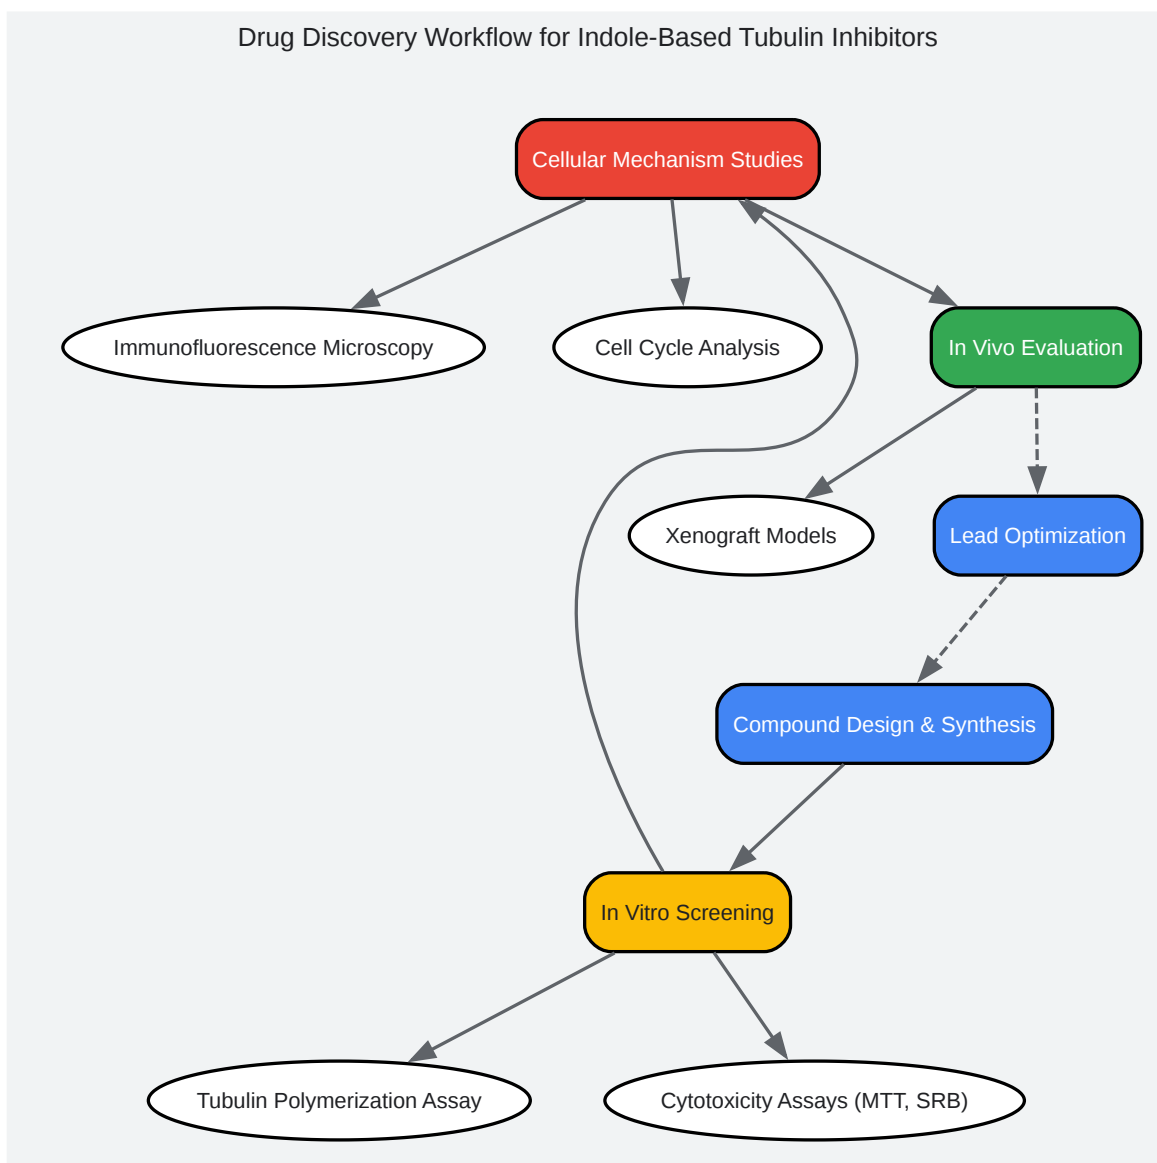 Drug Discovery Workflow for Indole-Based Tubulin Inhibitors
Cellular Mechanism Studies
Immunofluorescence Microscopy
Cell Cycle Analysis
In Vivo Evaluation
Xenograft Models
Lead Optimization
Compound Design & Synthesis
In Vitro Screening
Tubulin Polymerization Assay
Cytotoxicity Assays (MTT, SRB)